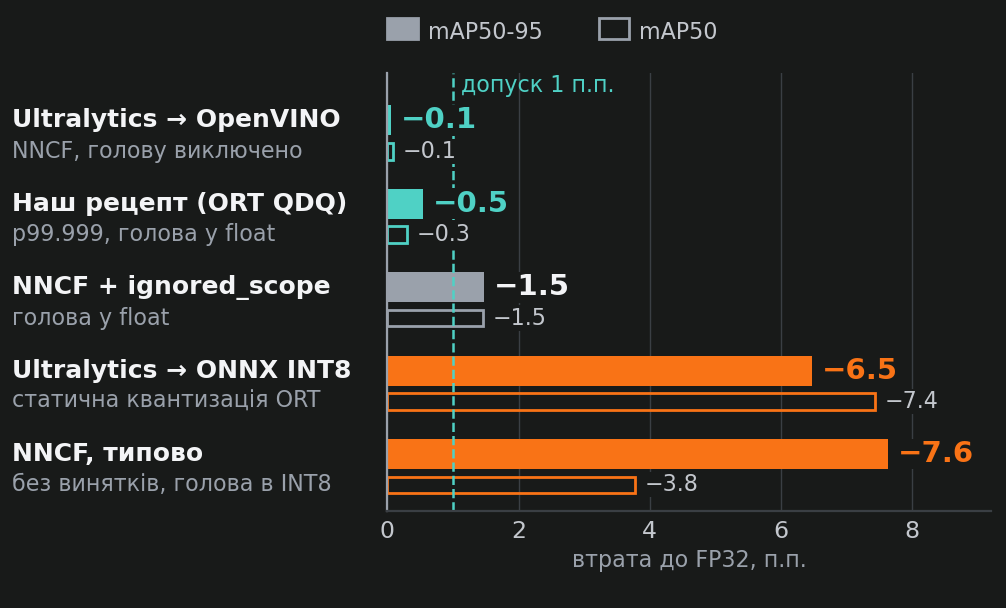 mAP50-95
mAP50
допуск 1 п.п.
Ultralytics → OpenVINO
−0.1
NNCF, голову виключено
−0.1
Наш рецепт (ORT QDQ)
−0.5
p99.999, голова у float
−0.3
NNCF + ignored_scope
−1.5
голова у float
−1.5
Ultralytics → ONNX INT8
−6.5
статична квантизація ORT
−7.4
NNCF, типово
−7.6
без винятків, голова в INT8
−3.8
0 2 4 6 8
втрата до FP32, п.п.